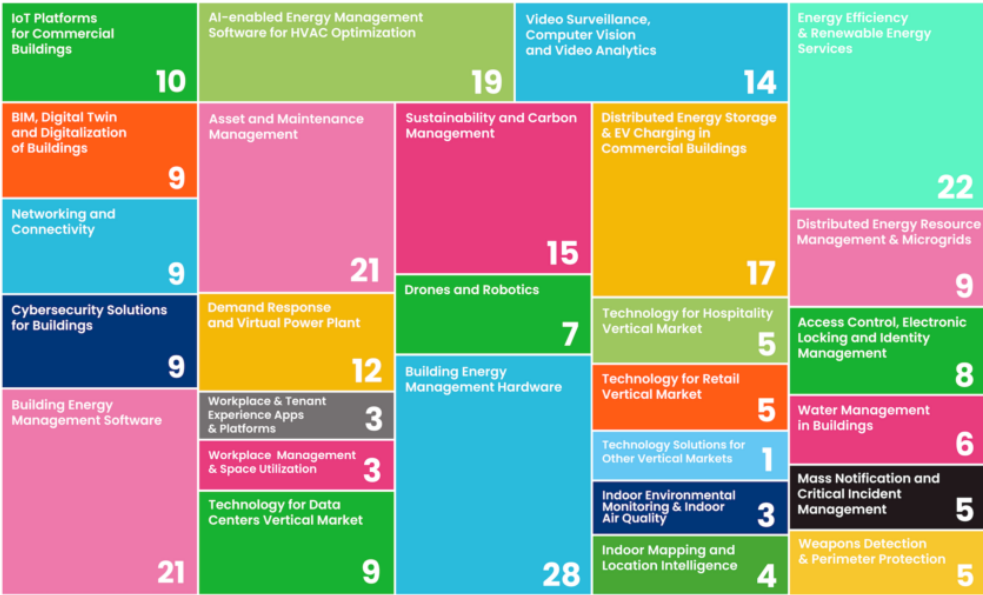 IoT Platforms
for Commercial
Buildings
10
AI-enabled Energy Management
Software for HVAC Optimization
19
Video Surveillance,
Computer Vision
and Video Analytics
14
Energy Efficiency
& Renewable Energy
Services
22
BIM, Digital Twin
and Digitalization
of Buildings
9
Asset and Maintenance
Management
21
Sustainability and Carbon
Management
15
Distributed Energy Storage
& EV Charging in
Commercial Buildings
17
Networking and
Connectivity
9
Distributed Energy Resource
Management & Microgrids
9
Cybersecurity Solutions
for Buildings
9
Demand Response
and Virtual Power Plant
12
Drones and Robotics
7
Technology for Hospitality
Vertical Market
5
Access Control, Electronic
Locking and Identity
Management
8
Building Energy
Management Software
21
Workplace & Tenant
Experience Apps
& Platforms
3
Building Energy
Management Hardware
28
Technology for Retail
Vertical Market
5
Water Management
in Buildings
6
Workplace Management
& Space Utilization
3
Technology Solutions for
Other Vertical Markets
1
Mass Notification and
Critical Incident
Management
5
Technology for Data
Centers Vertical Market
9
Indoor Environmental
Monitoring & Indoor
Air Quality
3
Indoor Mapping and
Location Intelligence
4
Weapons Detection
& Perimeter Protection
5